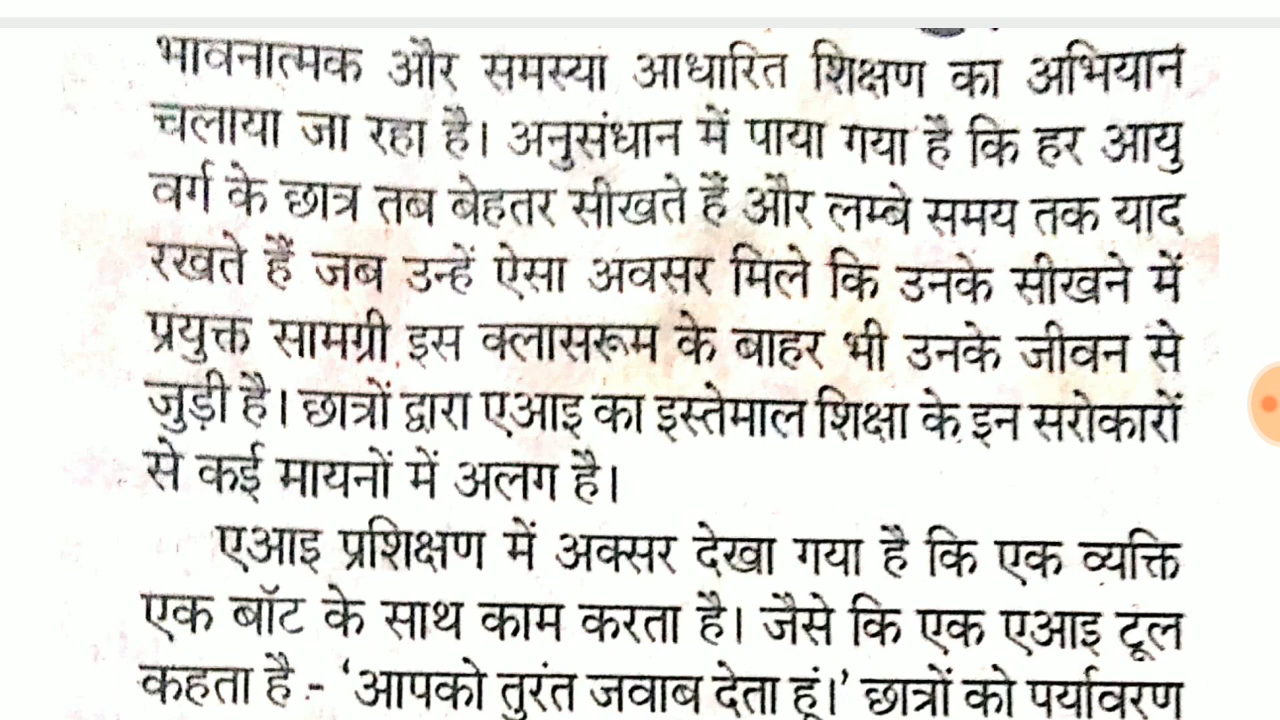 भावनात्मक और समस्या आधारित शिक्षण का अभियान
चलाया जा रहा है। अनुसंधान में पाया गया है कि हर आयु
वर्ग के छात्र तब बेहतर सीखते हैं और लम्बे समय तक याद
रखते हैं जब उन्हें ऐसा अवसर मिले कि उनके सीखने में
प्रयुक्त सामग्री इस क्लासरूम के बाहर भी उनके जीवन से
जुड़ी है। छात्रों द्वारा एआइ का इस्तेमाल शिक्षा के इन सरोकारों
से कई मायनों में अलग है।
एआइ प्रशिक्षण में अक्सर देखा गया है कि एक व्यक्ति
एक बॉट के साथ काम करता है। जैसे कि एक एआइ टूल
कहता है - ‘आपको तुरंत जवाब देता हूं।’ छात्रों को पर्यावरण